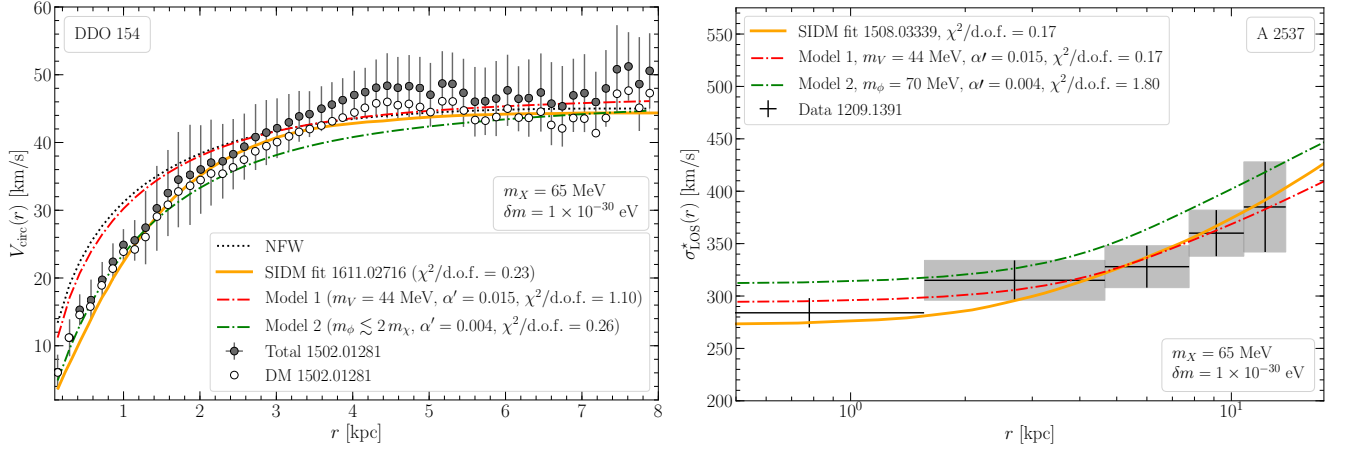 DDO 154
V_circ(r) [km/s]
60
50
40
30
20
10
m_X = 65 MeV
δm = 1 × 10^−30 eV
NFW
SIDM fit 1611.02716 (χ²/d.o.f. = 0.23)
Model 1 (m_V = 44 MeV, α′ = 0.015, χ²/d.o.f. = 1.10)
Model 2 (m_ϕ ≲ 2 m_χ, α′ = 0.004, χ²/d.o.f. = 0.26)
Total 1502.01281
DM 1502.01281
1 2 3 4 5 6 7 8
r [kpc]
SIDM fit 1508.03339, χ²/d.o.f. = 0.17
Model 1, m_V = 44 MeV, α′ = 0.015, χ²/d.o.f. = 0.17
Model 2, m_ϕ = 70 MeV, α′ = 0.004, χ²/d.o.f. = 1.80
Data 1209.1391
A 2537
σ*_LOS(r) [km/s]
550
500
450
400
350
300
250
200
m_X = 65 MeV
δm = 1 × 10^−30 eV
10^0 10^1
r [kpc]